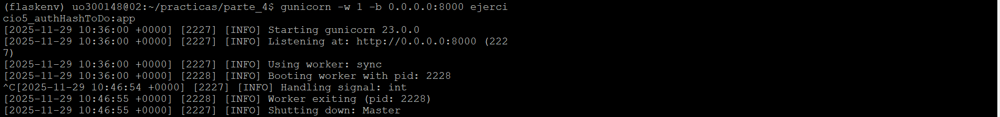 (flaskenv) uo300148@02:~/practicas/parte_4$ gunicorn -w 1 -b 0.0.0.0:8000 ejerci
cio5_authHashToDo:app
[2025-11-29 10:36:00 +0000] [2227] [INFO] Starting gunicorn 23.0.0
[2025-11-29 10:36:00 +0000] [2227] [INFO] Listening at: http://0.0.0.0:8000 (222
7)
[2025-11-29 10:36:00 +0000] [2227] [INFO] Using worker: sync
[2025-11-29 10:36:00 +0000] [2228] [INFO] Booting worker with pid: 2228
^C[2025-11-29 10:46:54 +0000] [2227] [INFO] Handling signal: int
[2025-11-29 10:46:55 +0000] [2228] [INFO] Worker exiting (pid: 2228)
[2025-11-29 10:46:55 +0000] [2227] [INFO] Shutting down: Master